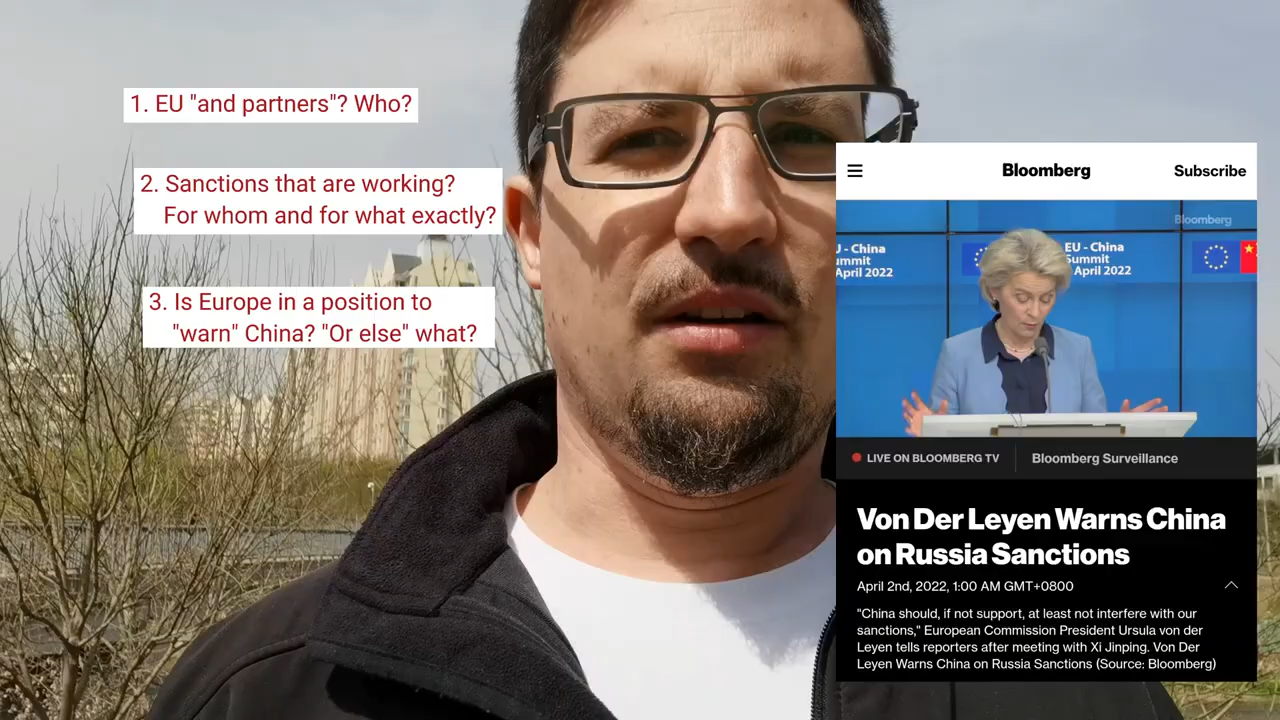 1. EU "and partners"? Who?
2. Sanctions that are working?
For whom and for what exactly?
3. Is Europe in a position to
"warn" China? "Or else" what?
Bloomberg
Subscribe
Bloomberg
U - China
ummit
April 2022
EU - China
Summit
April 2022
LIVE ON BLOOMBERG TV
Bloomberg Surveillance
Von Der Leyen Warns China
on Russia Sanctions
April 2nd, 2022, 1:00 AM GMT+0800
"China should, if not support, at least not interfere with our
sanctions," European Commission President Ursula von der
Leyen tells reporters after meeting with Xi Jinping. Von Der
Leyen Warns China on Russia Sanctions (Source: Bloomberg)